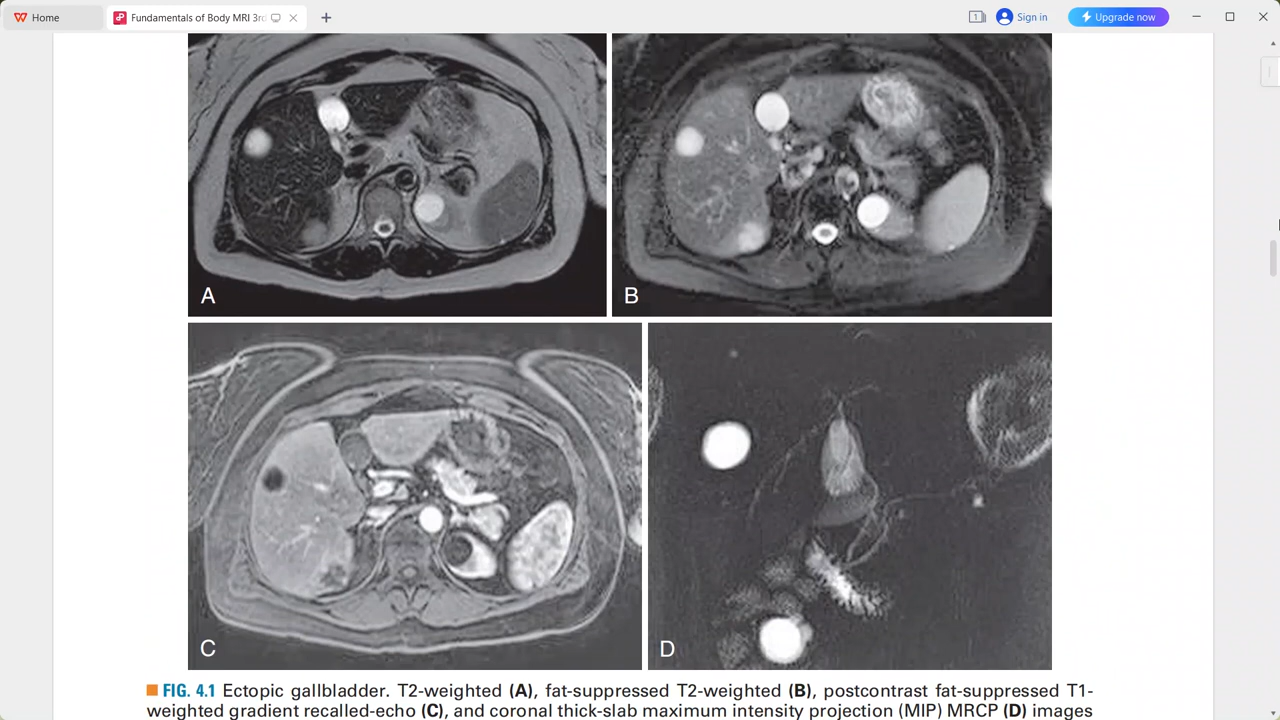 Home
Fundamentals of Body MRI 3rd
1
Sign in
Upgrade now
A
B
C
D
FIG. 4.1 Ectopic gallbladder. T2-weighted (A), fat-suppressed T2-weighted (B), postcontrast fat-suppressed T1-
weighted gradient recalled-echo (C), and coronal thick-slab maximum intensity projection (MIP) MRCP (D) images